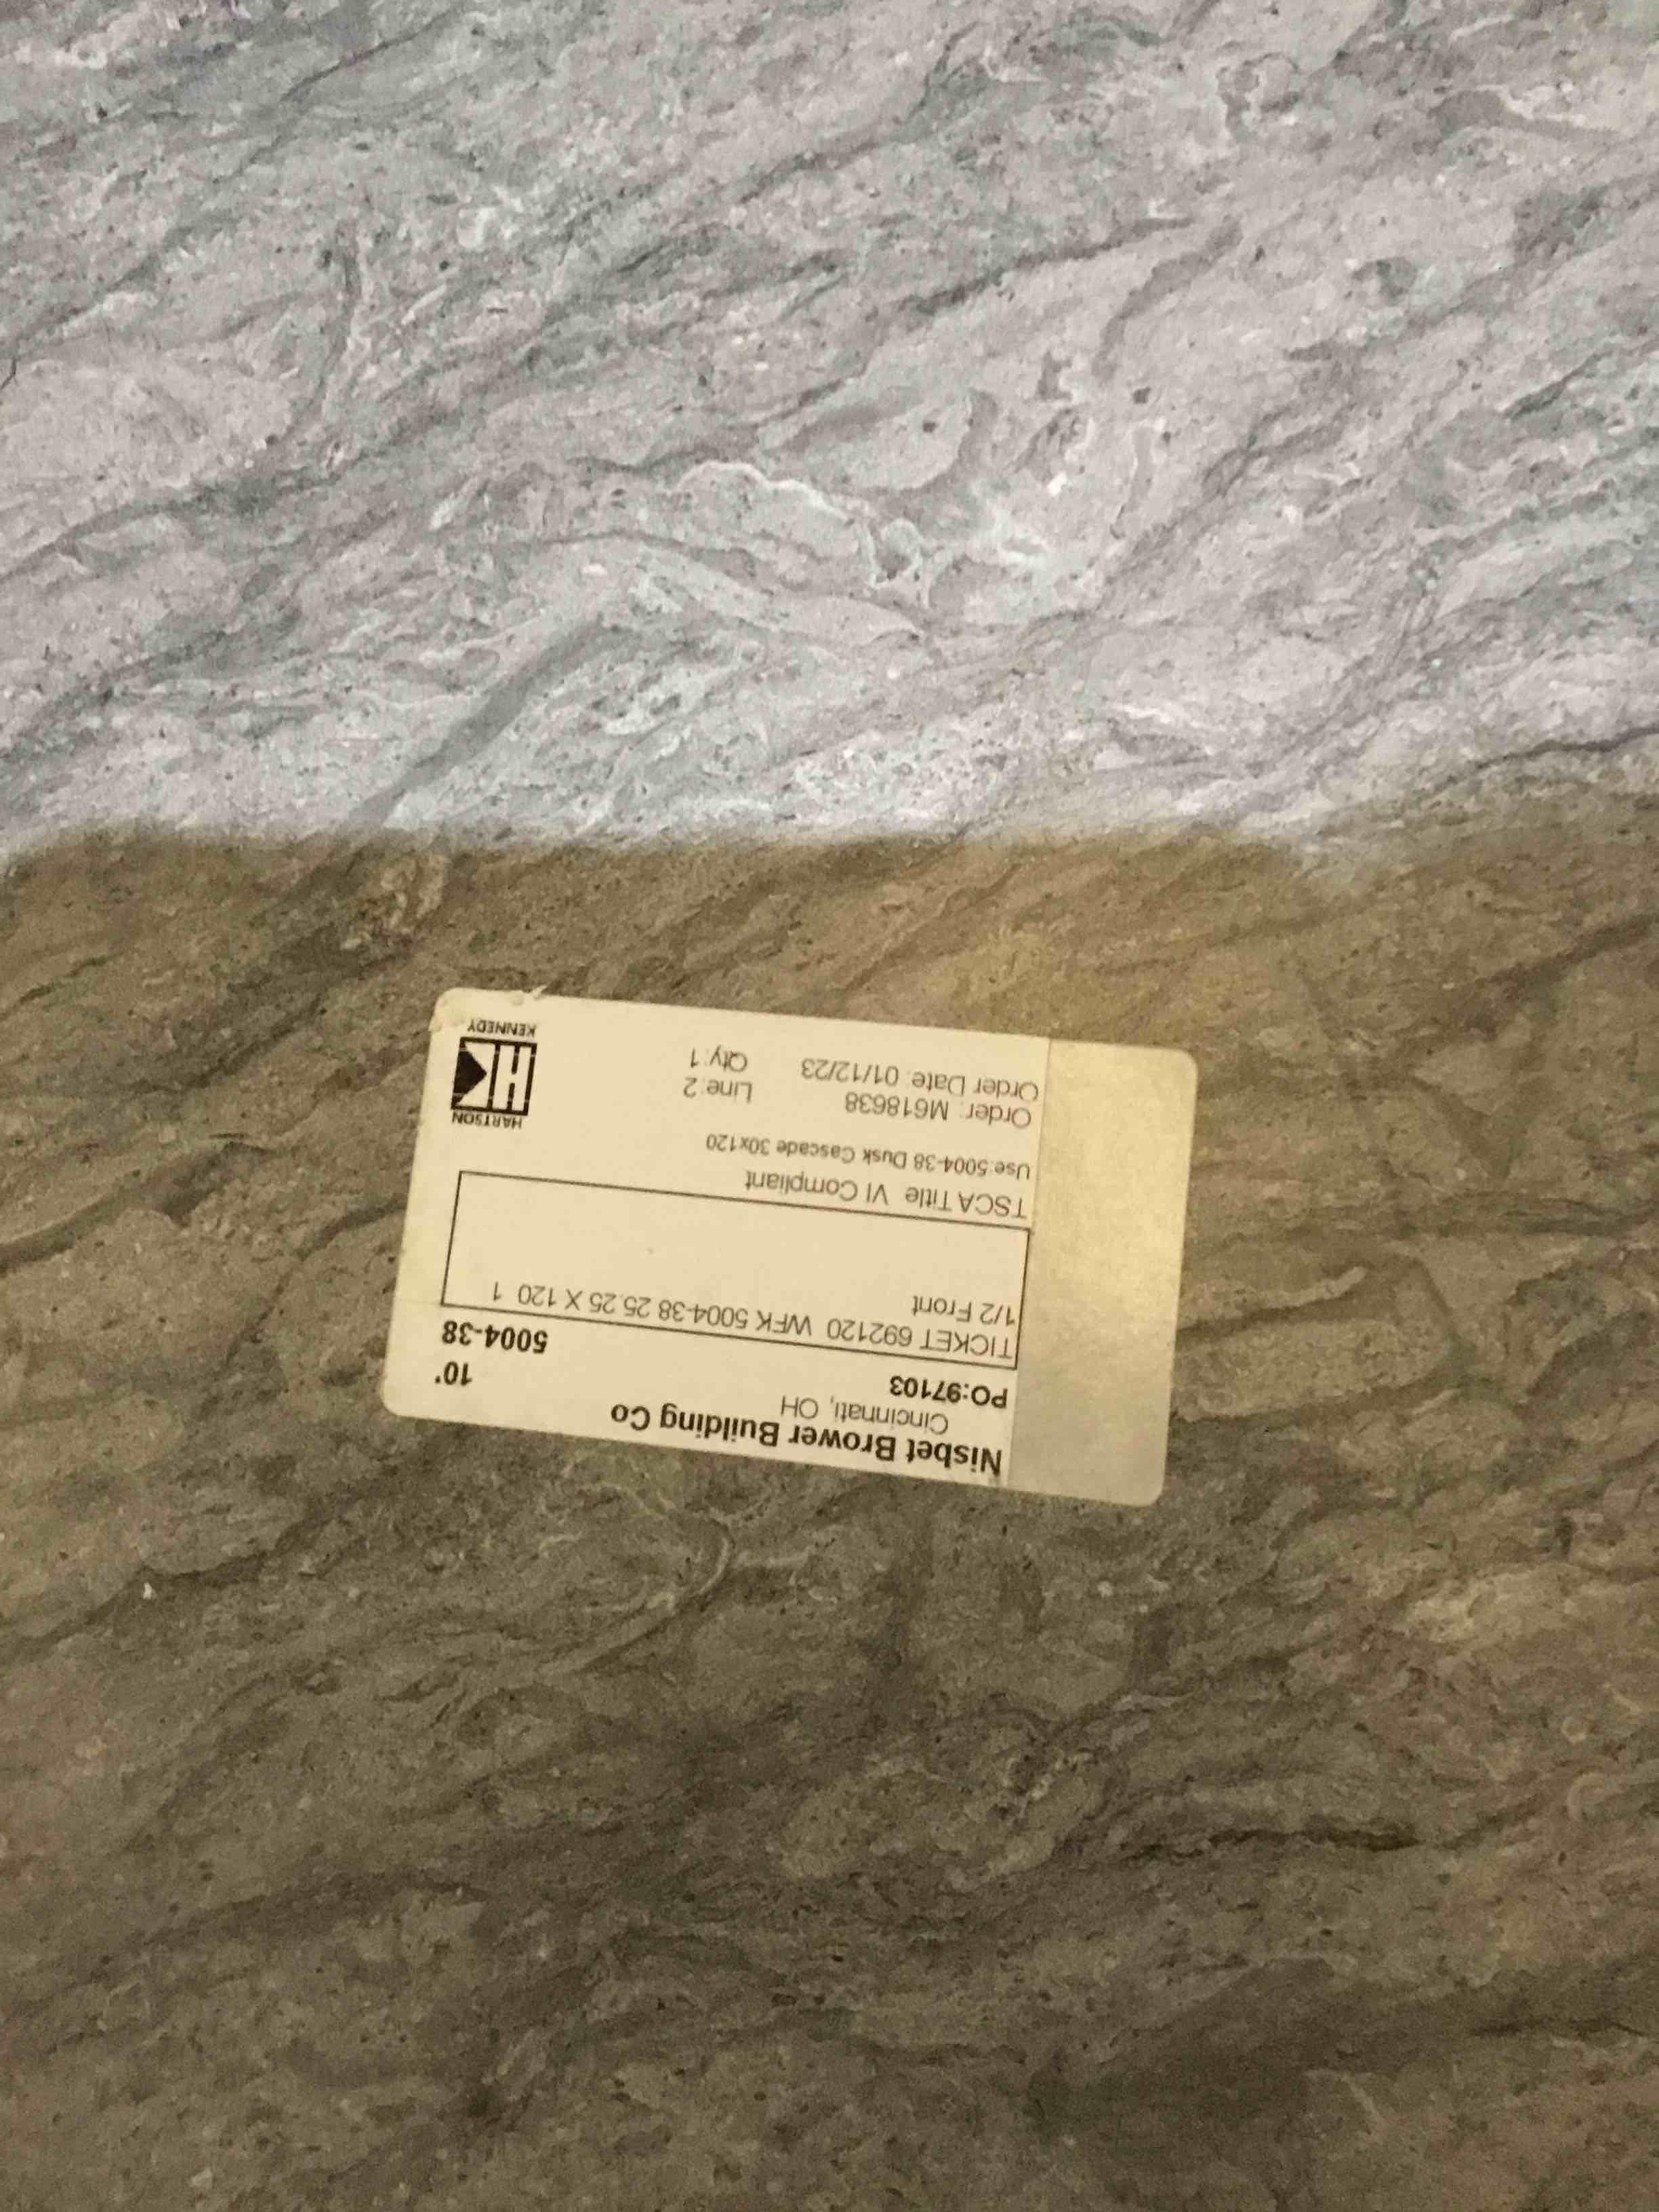 Nisbet Brower Building Co
Cincinnati, OH
10'
PO:97103
5004-38
TICKET 692120 WFK 5004-38 25.25 X 120 1
1/2 Front
TSCA Title VI Compliant
Use:5004-38 Dusk Cascade 30x120
Order: M618638 Line:2
Order Date: 01/12/23 Qty:1
HARTSON
HK
KENNEDY